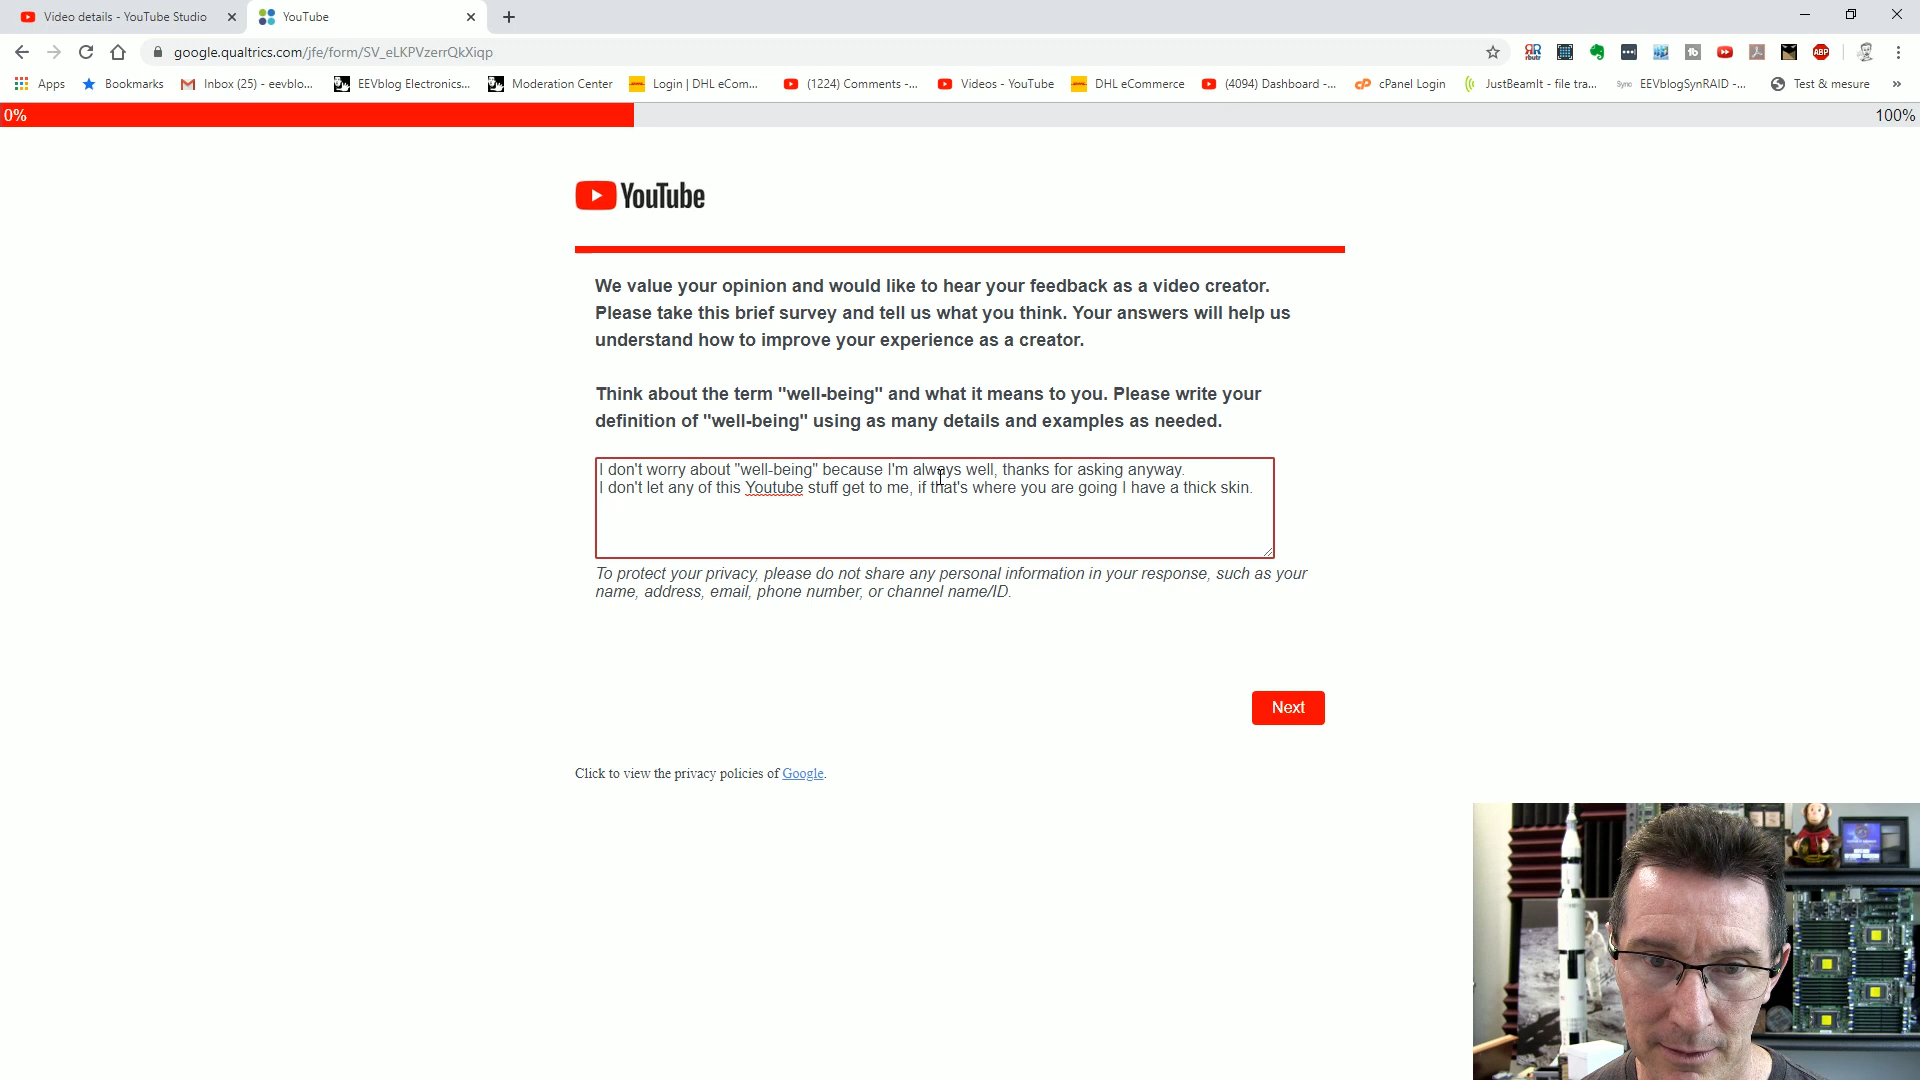 Video details - YouTube Studio
YouTube
google.qualtrics.com/jfe/form/SV_eLKPVzerrQkXiqp
Apps
Bookmarks
Inbox (25) - eevblo...
EEVblog Electronics...
Moderation Center
Login | DHL eCom...
(1224) Comments -...
Videos - YouTube
DHL eCommerce
(4094) Dashboard -...
cPanel Login
JustBeamIt - file tra...
EEVblogSynRAID -...
Test & mesure
»
0%
100%
YouTube
We value your opinion and would like to hear your feedback as a video creator.
Please take this brief survey and tell us what you think. Your answers will help us
understand how to improve your experience as a creator.
Think about the term "well-being" and what it means to you. Please write your
definition of "well-being" using as many details and examples as needed.
I don't worry about "well-being" because I'm always well, thanks for asking anyway.
I don't let any of this Youtube stuff get to me, if that's where you are going I have a thick skin.
To protect your privacy, please do not share any personal information in your response, such as your
name, address, email, phone number, or channel name/ID.
Next
Click to view the privacy policies of Google.